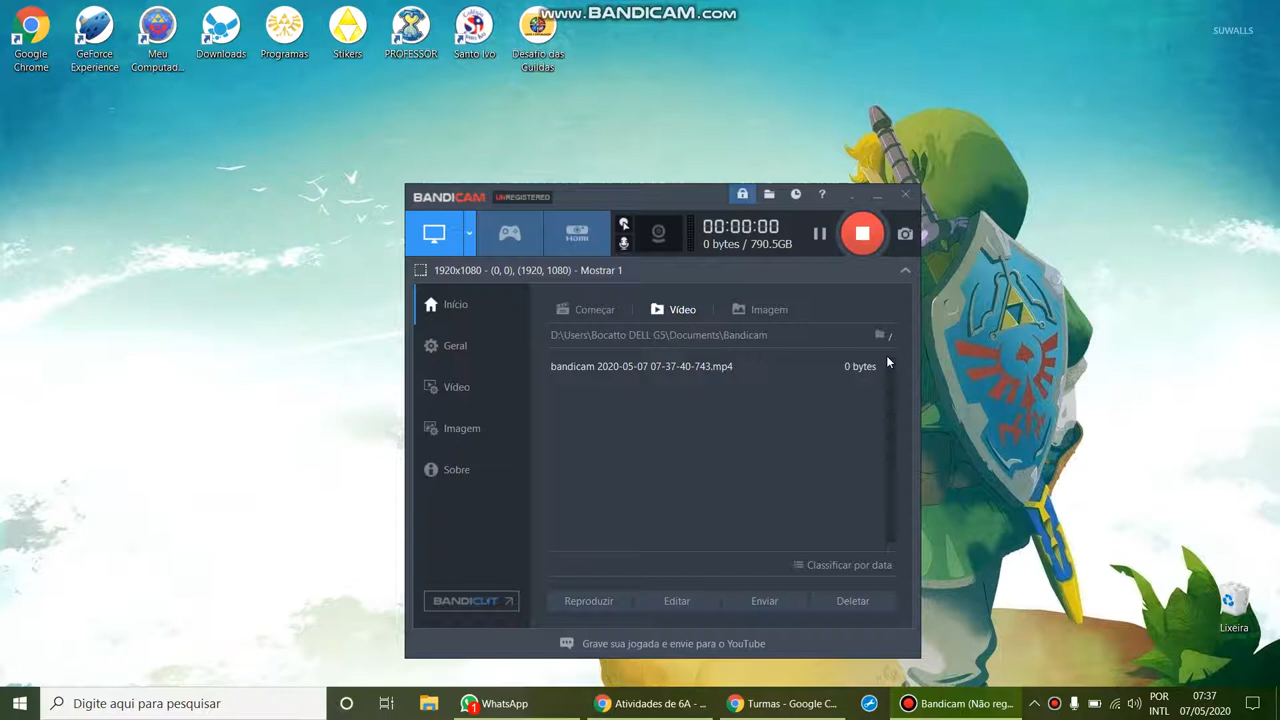 www.BANDICAM.com
SUWALLS
Google Chrome
GeForce Experience
Meu Computad...
Downloads
Programas
Stikers
PROFESSOR
Santo Ivo
Desafio das Guildas
BANDICAM UNREGISTERED
?
HDMI
00:00:00
0 bytes / 790.5GB
1920x1080 - (0, 0), (1920, 1080) - Mostrar 1
Início
Geral
Vídeo
Imagem
Sobre
Começar
Vídeo
Imagem
D:\Users\Bocatto DELL G5\Documents\Bandicam
bandicam 2020-05-07 07-37-40-743.mp4 0 bytes
Classificar por data
BANDICUT
Reproduzir Editar Enviar Deletar
Grave sua jogada e envie para o YouTube
Lixeira
Digite aqui para pesquisar
1 WhatsApp
Atividades de 6A - ...
Turmas - Google C...
Bandicam (Não reg...
POR
INTL
07:37
07/05/2020